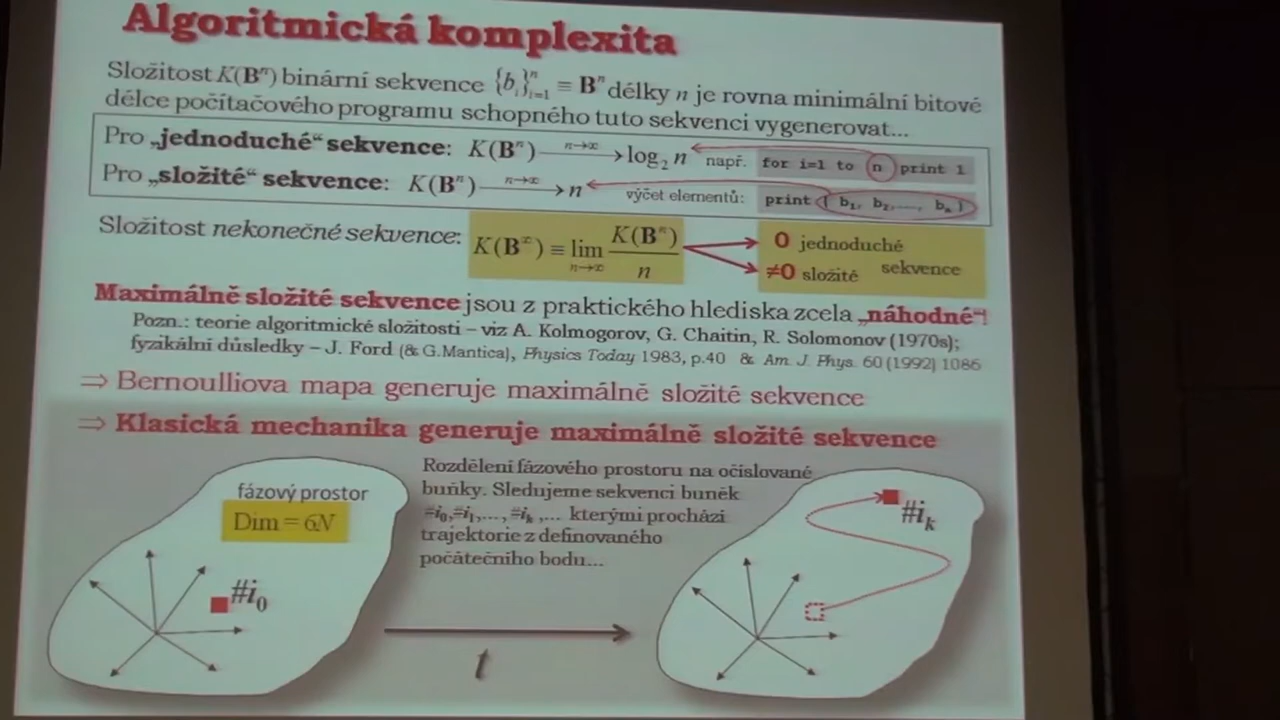 Algoritmická komplexita
Složitost K(Bⁿ) binární sekvence {bᵢ}ⁿᵢ₌₁ ≡ Bⁿ délky n je rovna minimální bitové
délce počítačového programu schopného tuto sekvenci vygenerovat...
Pro „jednoduché“ sekvence: K(Bⁿ) —n→∞→ log₂ n např. for i=1 to n print 1
Pro „složité“ sekvence: K(Bⁿ) —n→∞→ n výčet elementů: print { b₁, b₂,..., bₙ }
Složitost nekonečné sekvence: K(B^∞) ≡ lim n→∞ K(Bⁿ)/n
0 jednoduché
≠0 složité sekvence
Maximálně složité sekvence jsou z praktického hlediska zcela „náhodné“!
Pozn.: teorie algoritmické složitosti – viz A. Kolmogorov, G. Chaitin, R. Solomonov (1970s);
fyzikální důsledky – J. Ford (& G.Mantica), Physics Today 1983, p.40 & Am. J. Phys. 60 (1992) 1086
⇒ Bernoulliova mapa generuje maximálně složité sekvence
⇒ Klasická mechanika generuje maximálně složité sekvence
fázový prostor
Dim = 6N
#i₀
Rozdělení fázového prostoru na očíslované
buňky. Sledujeme sekvenci buněk
#i₀,#i₁,..., #iₖ ,... kterými prochází
trajektorie z definovaného
počátečního bodu...
t
#iₖ